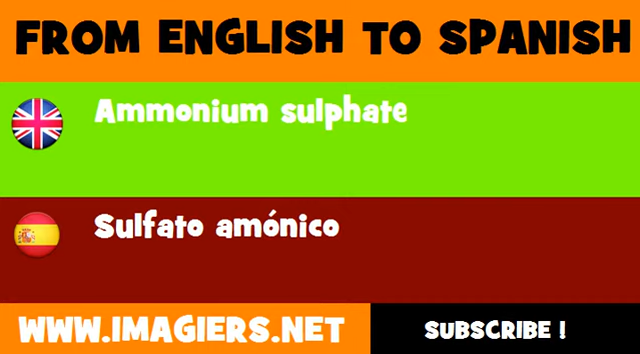 FROM ENGLISH TO SPANISH
Ammonium sulphate
Sulfato amónico
WWW.IMAGIERS.NET
SUBSCRIBE !